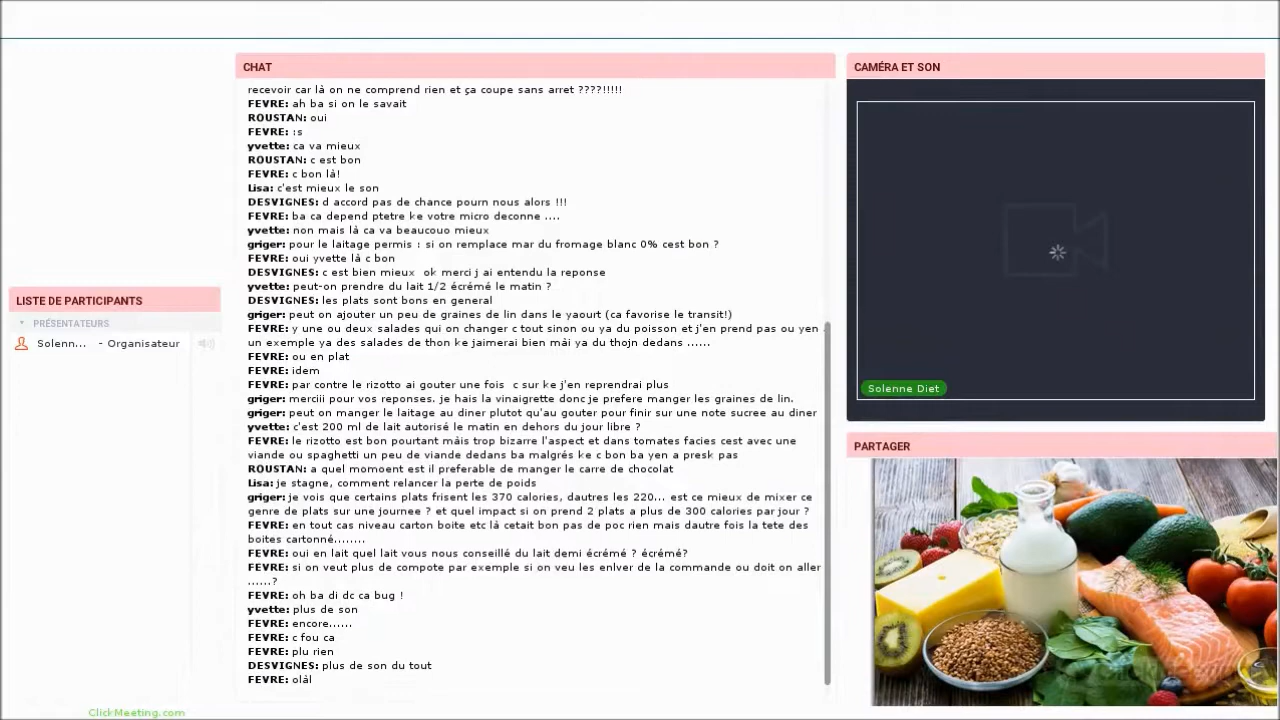 CHAT
recevoir car là on ne comprend rien et ça coupe sans arret ????!!!!!
FEVRE: ah ba si on le savait
ROUSTAN: oui
FEVRE: :s
yvette: ca va mieux
ROUSTAN: c est bon
FEVRE: c bon là!
Lisa: c'est mieux le son
DESVIGNES: d accord pas de chance pourn nous alors !!!
FEVRE: ba ca depend ptetre ke votre micro deconne ....
yvette: non mais là ca va beaucouo mieux
griger: pour le laitage permis : si on remplace mar du fromage blanc 0% cest bon ?
FEVRE: oui yvette là c bon
DESVIGNES: c est bien mieux ok merci j ai entendu la reponse
yvette: peut-on prendre du lait 1/2 écrémé le matin ?
DESVIGNES: les plats sont bons en general
griger: peut on ajouter un peu de graines de lin dans le yaourt (ca favorise le transit!)
FEVRE: y une ou deux salades qui on changer c tout sinon ou ya du poisson et j'en prend pas ou yen
un exemple ya des salades de thon ke jaimerai bien mài ya du thojn dedans ......
FEVRE: ou en plat
FEVRE: idem
FEVRE: par contre le rizotto ai gouter une fois c sur ke j'en reprendrai plus
griger: merciii pour vos reponses. je hais la vinaigrette donc je prefere manger les graines de lin.
griger: peut on manger le laitage au diner plutot qu'au gouter pour finir sur une note sucree au diner
yvette: c'est 200 ml de lait autorisé le matin en dehors du jour libre ?
FEVRE: le rizotto est bon pourtant màis trop bizarre l'aspect et dans tomates facies cest avec une
viande ou spaghetti un peu de viande dedans ba malgrés ke c bon ba yen a presk pas
ROUSTAN: a quel momoent est il preferable de manger le carre de chocolat
Lisa: je stagne, comment relancer la perte de poids
griger: je vois que certains plats frisent les 370 calories, dautres les 220... est ce mieux de mixer ce
genre de plats sur une journee ? et quel impact si on prend 2 plats a plus de 300 calories par jour ?
FEVRE: en tout cas niveau carton boite etc là cetait bon pas de poc rien mais dautre fois la tete des
boites cartonné........
FEVRE: oui en lait quel lait vous nous conseillé du lait demi écrémé ? écrémé?
FEVRE: si on veut plus de compote par exemple si on veu les enlver de la commande ou doit on aller
......?
FEVRE: oh ba di dc ca bug !
yvette: plus de son
FEVRE: encore......
FEVRE: c fou ca
FEVRE: plu rien
DESVIGNES: plus de son du tout
FEVRE: olàl
LISTE DE PARTICIPANTS
PRÉSENTATEURS
Solenn... - Organisateur
CAMÉRA ET SON
Solenne Diet
PARTAGER
ClickMeeting
ClickMeeting.com